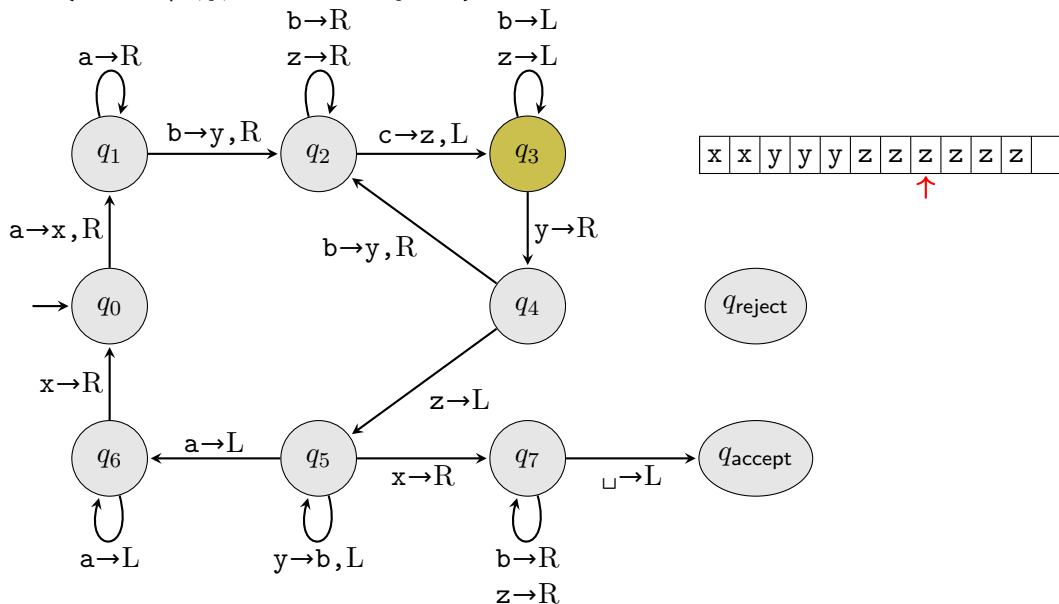 b→R
b→L
a→R
z→R
z→L
q1
b→y,R
q2
c→z,L
q3
x x y y y z z z z z z
↑
a→x,R
b→y,R
y→R
q0
q4
qreject
x→R
z→L
q6
a→L
q5
x→R
q7
␣→L
qaccept
a→L
y→b,L
b→R
z→R